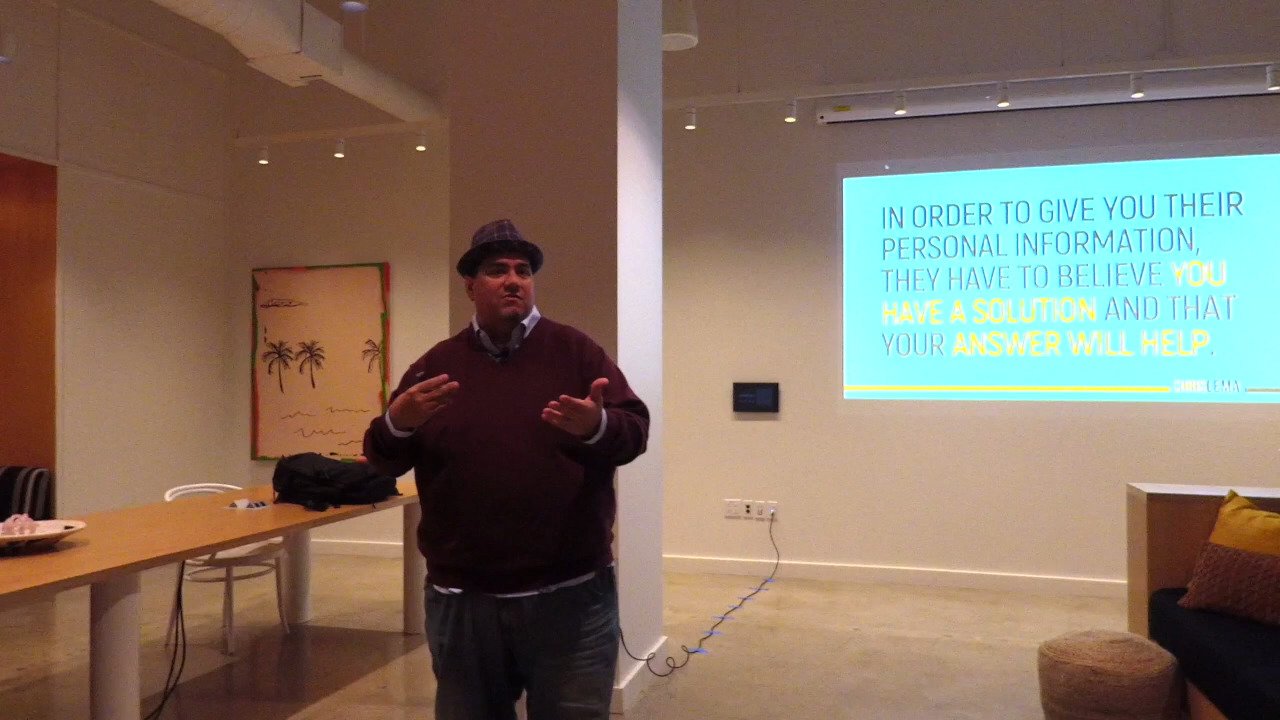 IN ORDER TO GIVE YOU THEIR
PERSONAL INFORMATION,
THEY HAVE TO BELIEVE YOU
HAVE A SOLUTION AND THAT
YOUR ANSWER WILL HELP.
CHRISLEMA